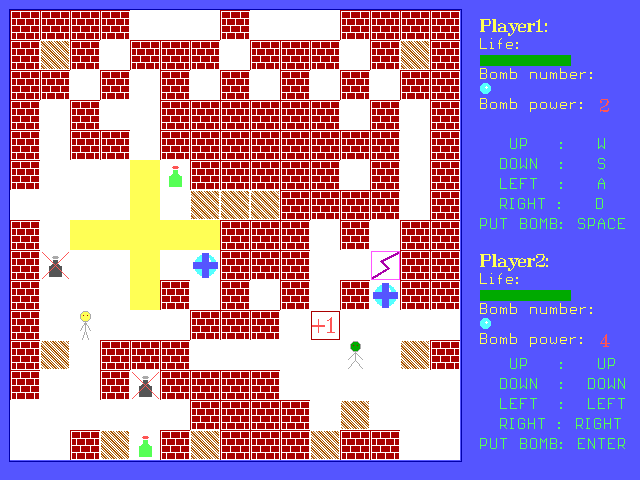 Player1:
Life:
Bomb number:
Bomb power: 2
UP : W
DOWN : S
LEFT : A
RIGHT : D
PUT BOMB: SPACE
Player2:
Life:
Bomb number:
+1
Bomb power: 4
UP : UP
DOWN : DOWN
LEFT : LEFT
RIGHT : RIGHT
PUT BOMB: ENTER